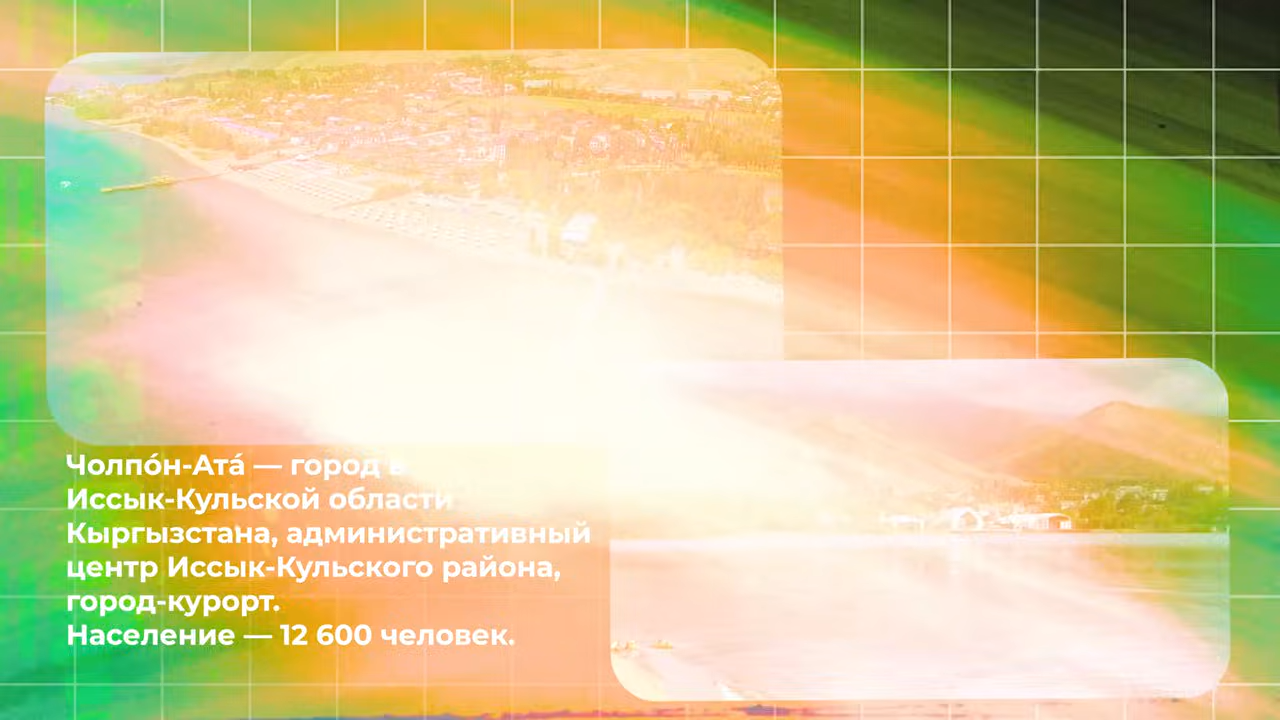 Чолпо́н-Ата́ — город в
Иссык-Кульской области
Кыргызстана, административный
центр Иссык-Кульского района,
город-курорт.
Население — 12 600 человек.